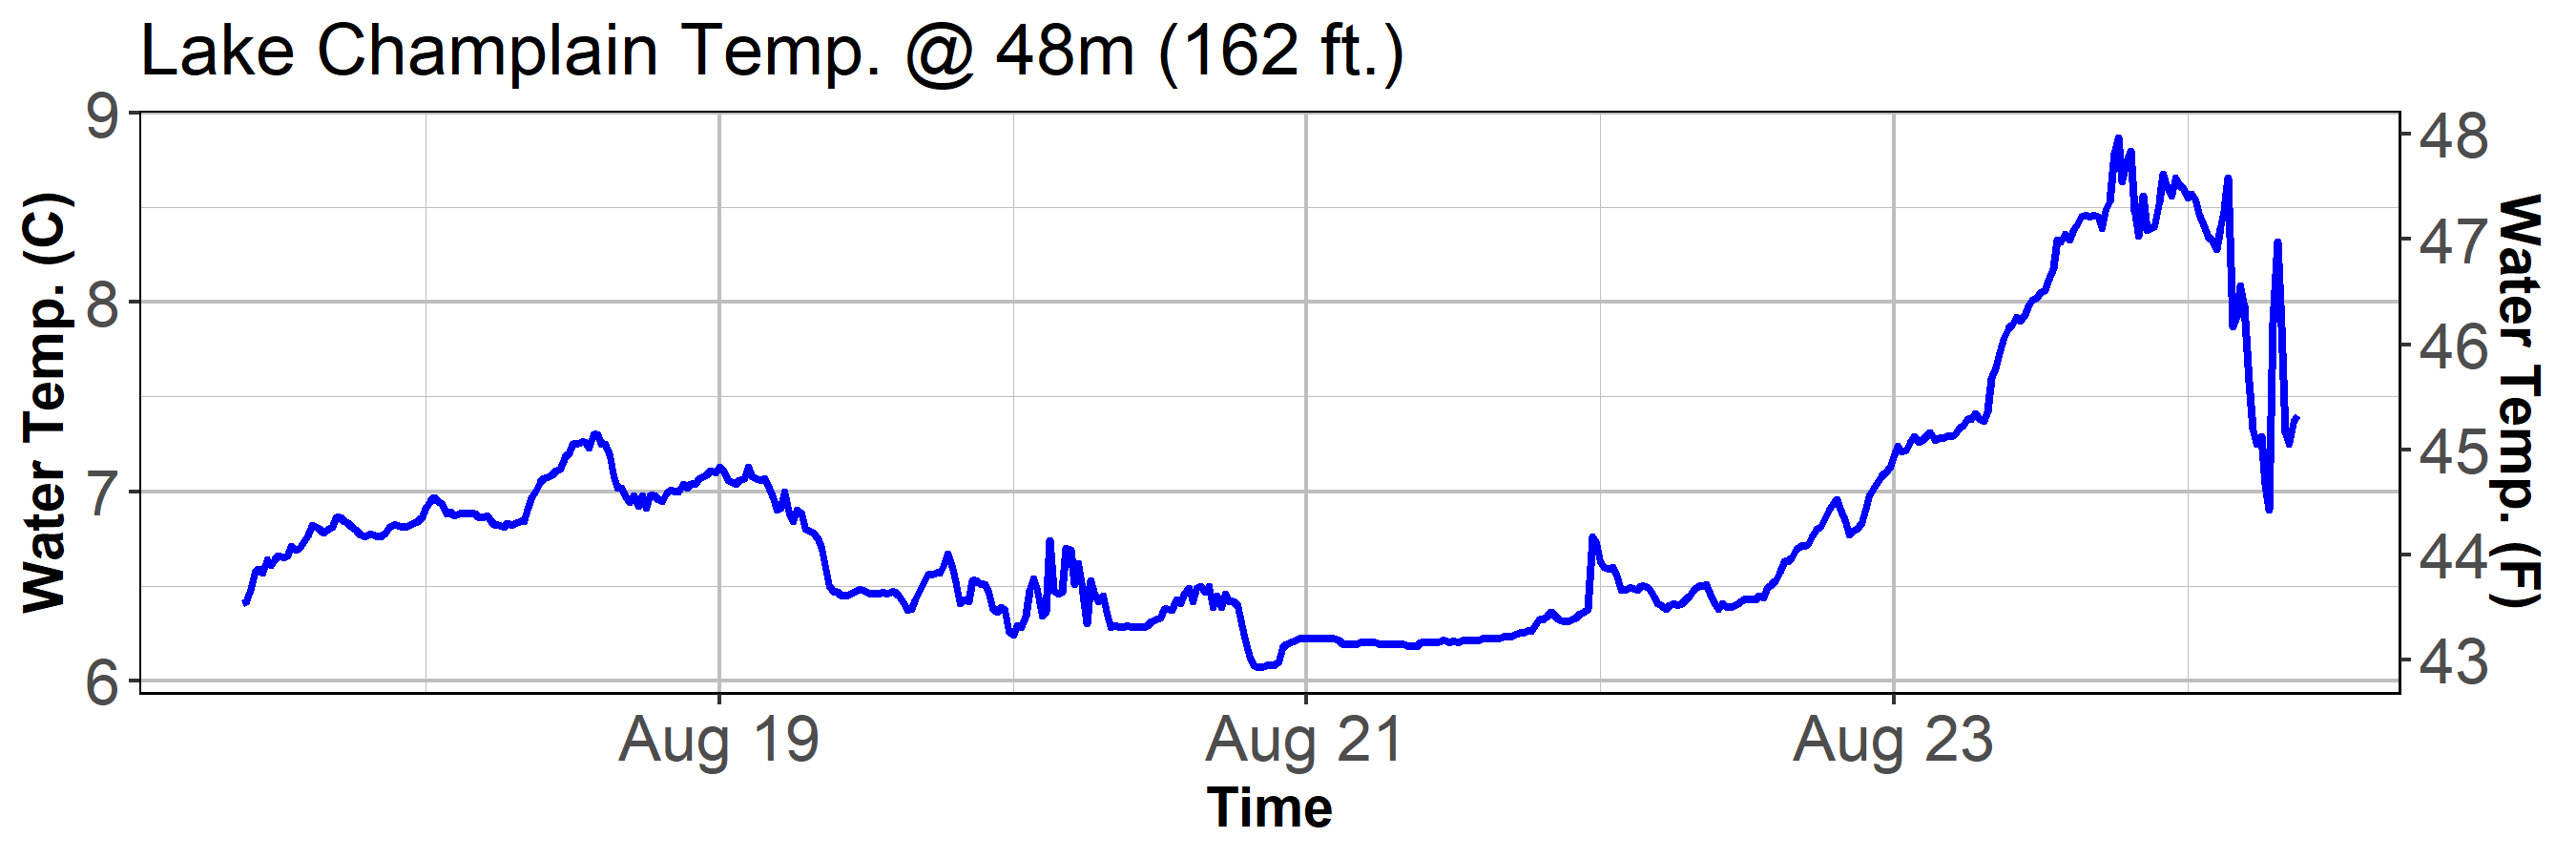 Lake Champlain Temp. @ 48m (162 ft.)
9
8
7
6
Water Temp. (C)
48
47
46
45
44
43
Water Temp. (F)
Aug 19 Aug 21 Aug 23
Time